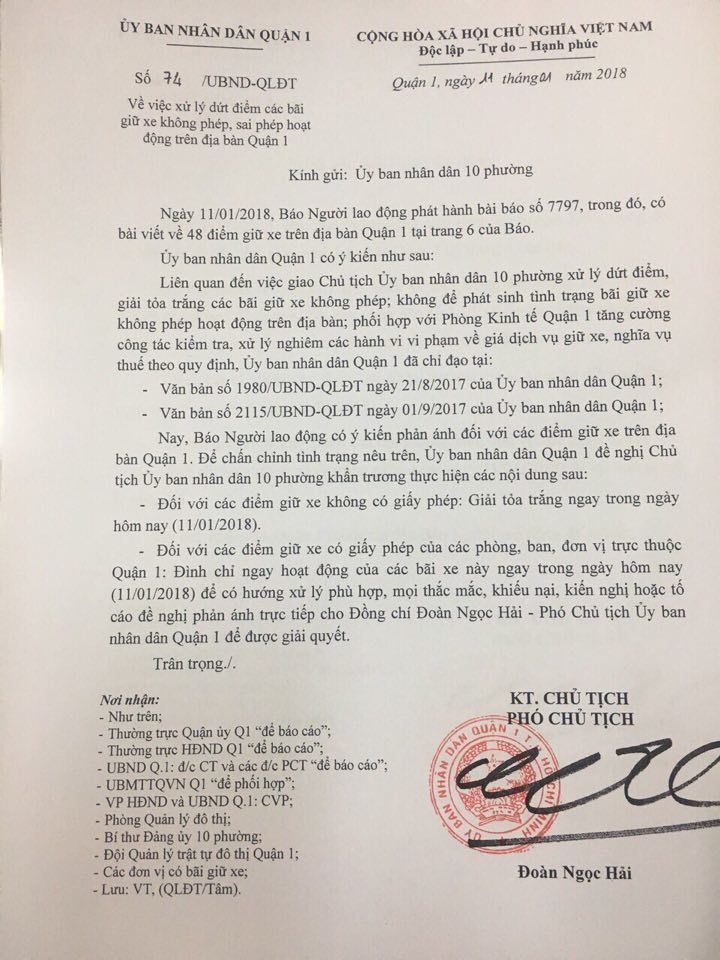 ỦY BAN NHÂN DÂN QUẬN 1
CỘNG HÒA XÃ HỘI CHỦ NGHĨA VIỆT NAM
Độc lập – Tự do – Hạnh phúc
Số 74 /UBND-QLĐT
Quận 1, ngày 11 tháng 01 năm 2018
Về việc xử lý dứt điểm các bãi
giữ xe không phép, sai phép hoạt
động trên địa bàn Quận 1
Kính gửi: Ủy ban nhân dân 10 phường
Ngày 11/01/2018, Báo Người lao động phát hành bài báo số 7797, trong đó, có
bài viết về 48 điểm giữ xe trên địa bàn Quận 1 tại trang 6 của Báo.
Ủy ban nhân dân Quận 1 có ý kiến như sau:
Liên quan đến việc giao Chủ tịch Ủy ban nhân dân 10 phường xử lý dứt điểm,
giải tỏa trắng các bãi giữ xe không phép; không để phát sinh tình trạng bãi giữ xe
không phép hoạt động trên địa bàn; phối hợp với Phòng Kinh tế Quận 1 tăng cường
công tác kiểm tra, xử lý nghiêm các hành vi vi phạm về giá dịch vụ giữ xe, nghĩa vụ
thuế theo quy định, Ủy ban nhân dân Quận 1 đã chỉ đạo tại:
- Văn bản số 1980/UBND-QLĐT ngày 21/8/2017 của Ủy ban nhân dân Quận 1;
- Văn bản số 2115/UBND-QLĐT ngày 01/9/2017 của Ủy ban nhân dân Quận 1;
Nay, Báo Người lao động có ý kiến phản ánh đối với các điểm giữ xe trên địa
bàn Quận 1. Để chấn chỉnh tình trạng nêu trên, Ủy ban nhân dân Quận 1 đề nghị Chủ
tịch Ủy ban nhân dân 10 phường khẩn trương thực hiện các nội dung sau:
- Đối với các điểm giữ xe không có giấy phép: Giải tỏa trắng ngay trong ngày
hôm nay (11/01/2018).
- Đối với các điểm giữ xe có giấy phép của các phòng, ban, đơn vị trực thuộc
Quận 1: Đình chỉ ngay hoạt động của các bãi xe này ngay trong ngày hôm nay
(11/01/2018) để có hướng xử lý phù hợp, mọi thắc mắc, khiếu nại, kiến nghị hoặc tố
cáo đề nghị phản ánh trực tiếp cho Đồng chí Đoàn Ngọc Hải - Phó Chủ tịch Ủy ban
nhân dân Quận 1 để được giải quyết.
Trân trọng./.
Nơi nhận:
- Như trên;
- Thường trực Quận ủy Q1 “để báo cáo”;
- Thường trực HĐND Q1 “để báo cáo”;
- UBND Q.1: đ/c CT và các đ/c PCT “để báo cáo”;
- UBMTTQVN Q1 “để phối hợp”;
- VP HĐND và UBND Q.1: CVP;
- Phòng Quản lý đô thị;
- Bí thư Đảng ủy 10 phường;
- Đội Quản lý trật tự đô thị Quận 1;
- Các đơn vị có bãi giữ xe;
- Lưu: VT, (QLĐT/Tâm).
KT. CHỦ TỊCH
PHÓ CHỦ TỊCH
ỦY BAN NHÂN DÂN QUẬN 1 T.P HỒ CHÍ MINH
Đoàn Ngọc Hải